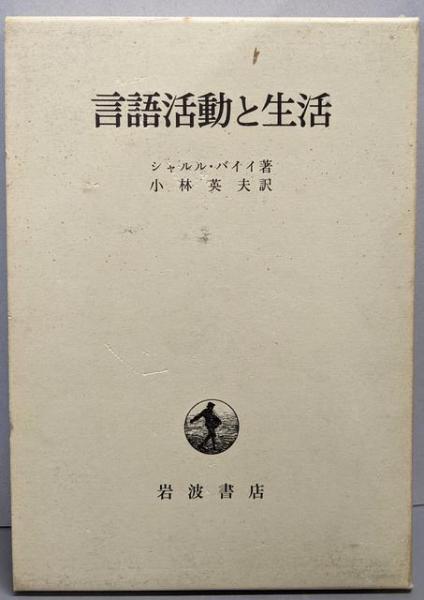 言語活動と生活
シャルル・バイイ著
小林英夫訳
岩波書店